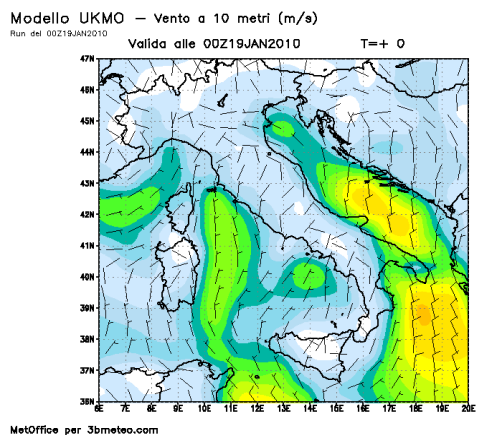 Modello UKMO – Vento a 10 metri (m/s)
Run del 00Z19JAN2010
Valida alle 00Z19JAN2010 T=+ 0
47N
46N
45N
44N
43N
42N
41N
40N
39N
38N
37N
36N
6E 7E 8E 9E 10E 11E 12E 13E 14E 15E 16E 17E 18E 19E 20E
MetOffice per 3bmeteo.com